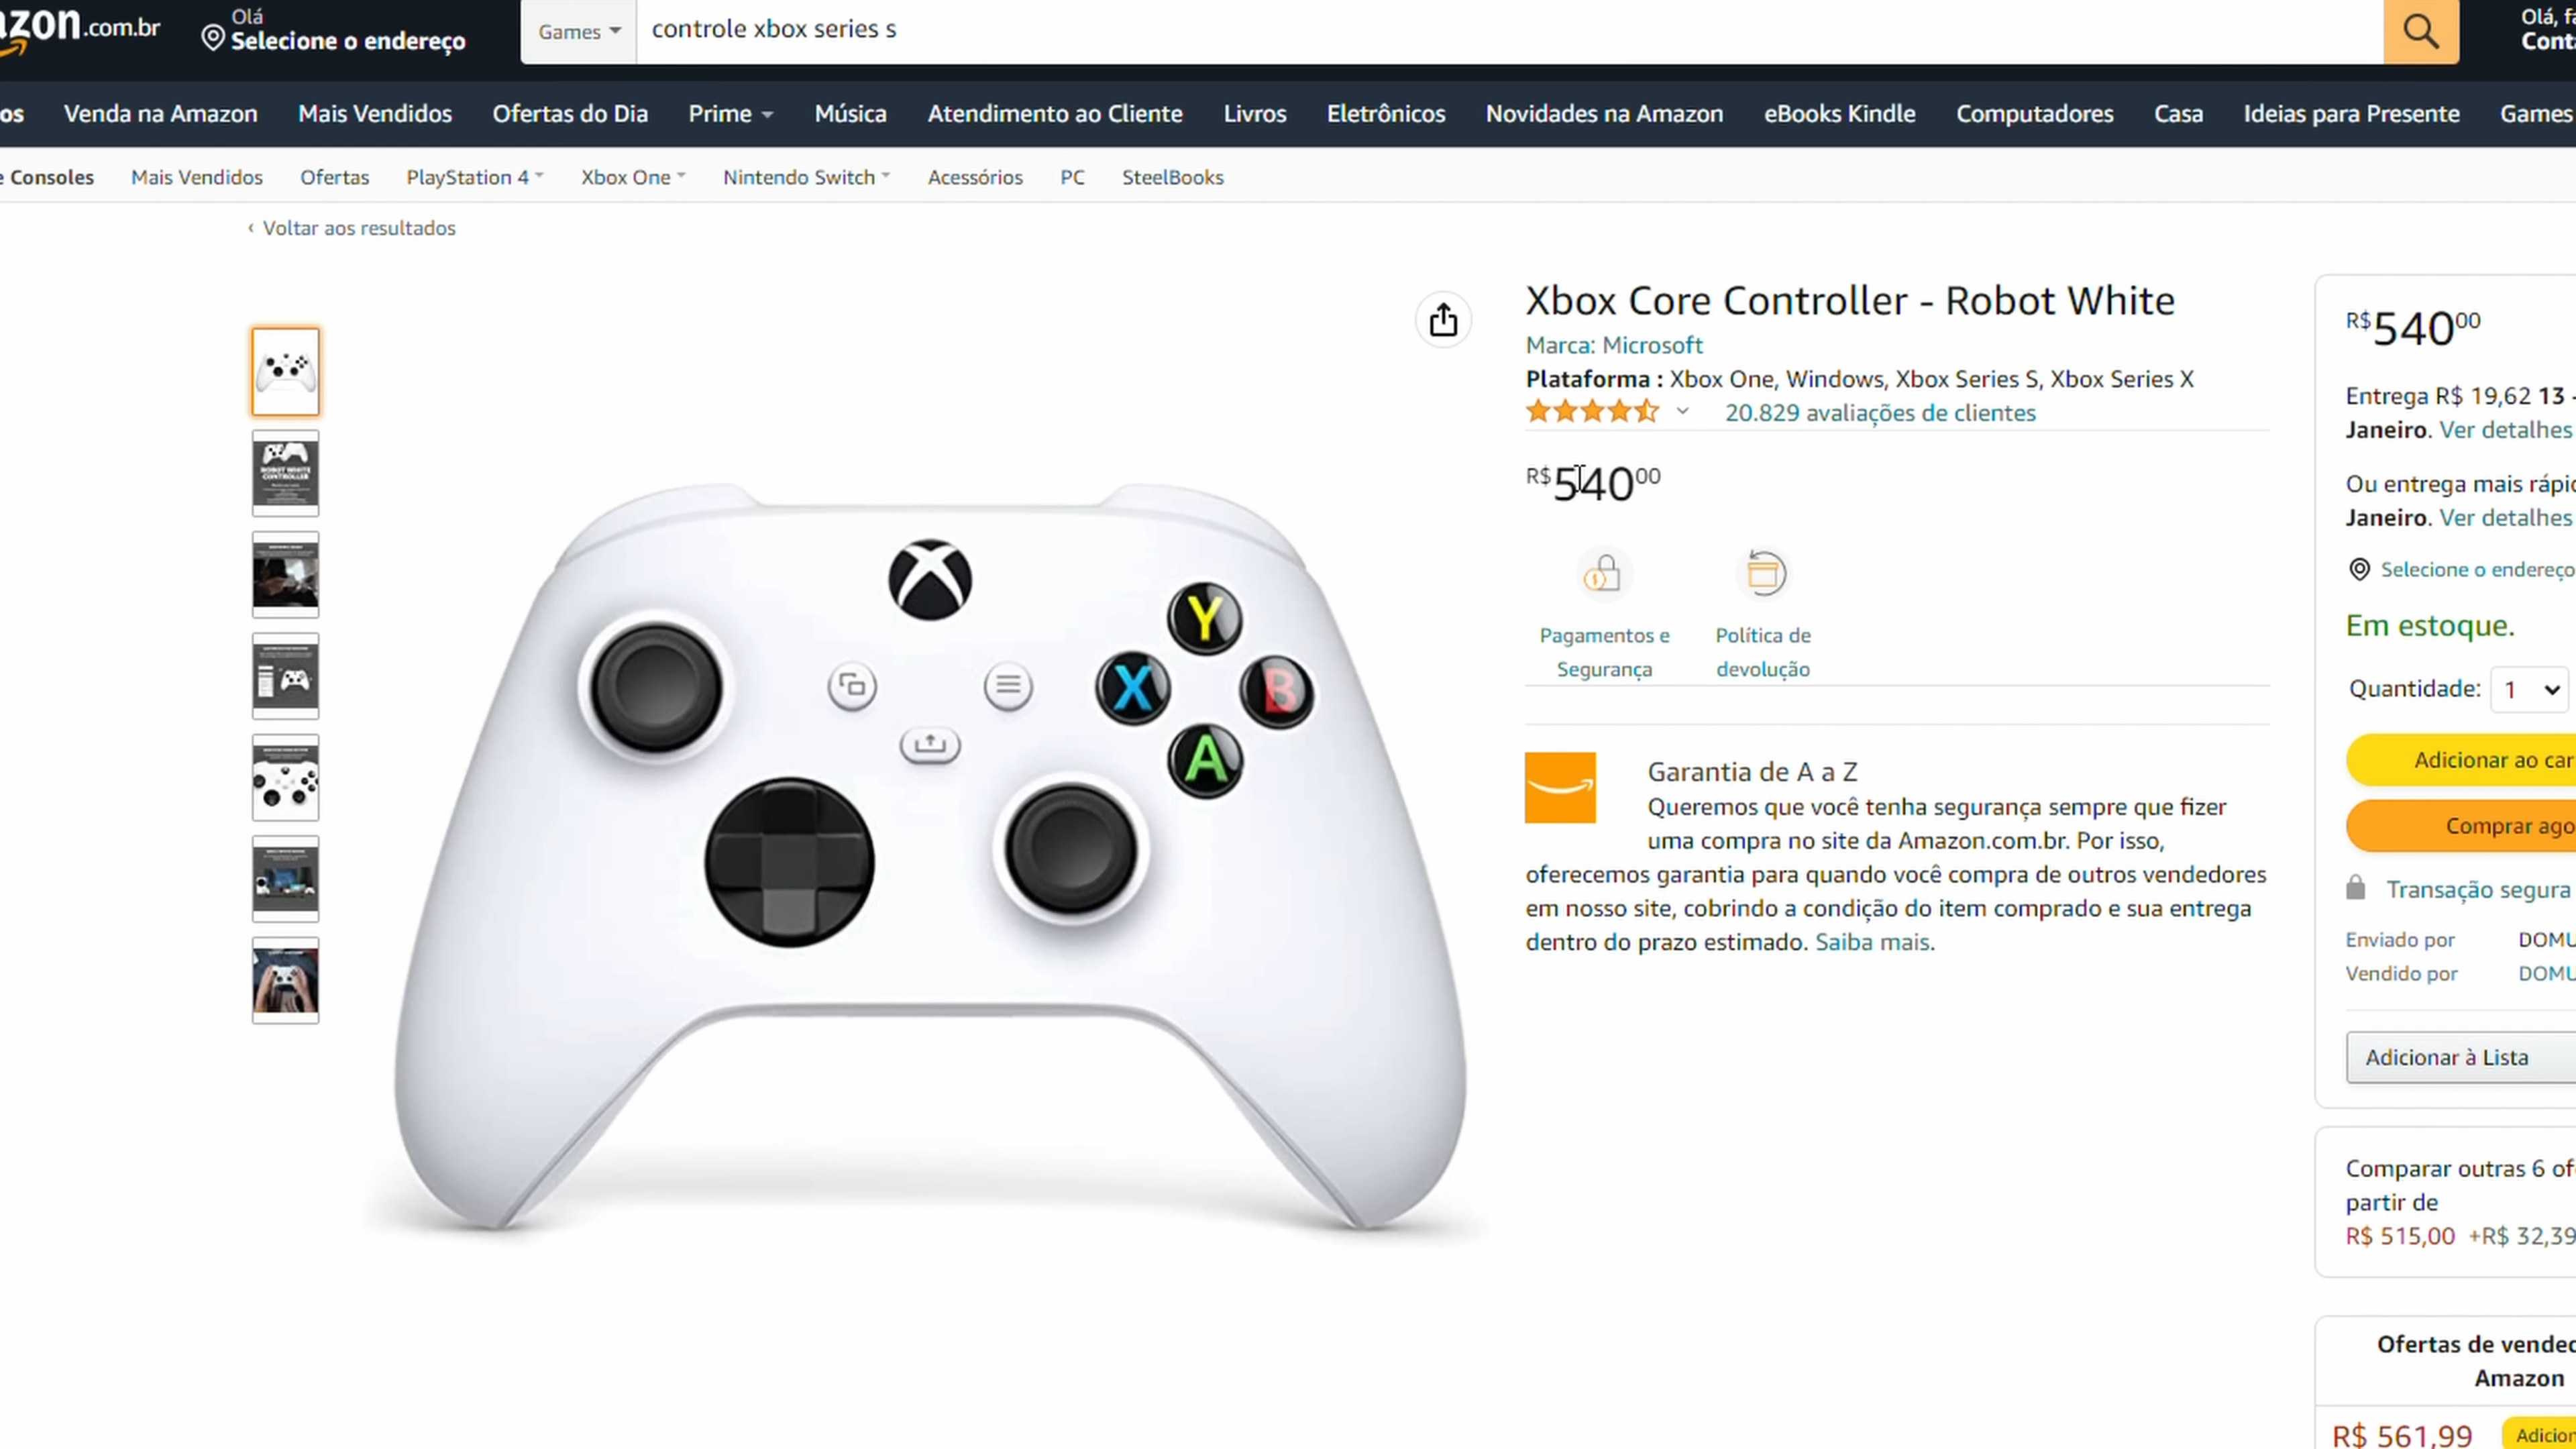 azon.com.br
Olá
Selecione o endereço
Games
controle xbox series s
Olá, f
Cont
os
Venda na Amazon
Mais Vendidos
Ofertas do Dia
Prime
Música
Atendimento ao Cliente
Livros
Eletrônicos
Novidades na Amazon
eBooks Kindle
Computadores
Casa
Ideias para Presente
Games
e Consoles
Mais Vendidos
Ofertas
PlayStation 4
Xbox One
Nintendo Switch
Acessórios
PC
SteelBooks
‹ Voltar aos resultados
Xbox Core Controller - Robot White
Marca: Microsoft
Plataforma : Xbox One, Windows, Xbox Series S, Xbox Series X
20.829 avaliações de clientes
R$54000
Pagamentos e
Segurança
Política de
devolução
Garantia de A a Z
Queremos que você tenha segurança sempre que fizer
uma compra no site da Amazon.com.br. Por isso,
oferecemos garantia para quando você compra de outros vendedores
em nosso site, cobrindo a condição do item comprado e sua entrega
dentro do prazo estimado. Saiba mais.
Y
X
B
A
ROBOT WHITE
CONTROLLER
R$54000
Entrega R$ 19,62 13 -
Janeiro. Ver detalhes
Ou entrega mais rápid
Janeiro. Ver detalhes
Selecione o endereço
Em estoque.
Quantidade: 1
Adicionar ao car
Comprar ago
Transação segura
Enviado por DOMU
Vendido por DOMU
Adicionar à Lista
Comparar outras 6 of
partir de
R$ 515,00 +R$ 32,39
Ofertas de vended
Amazon
R$ 561,99
Adicion